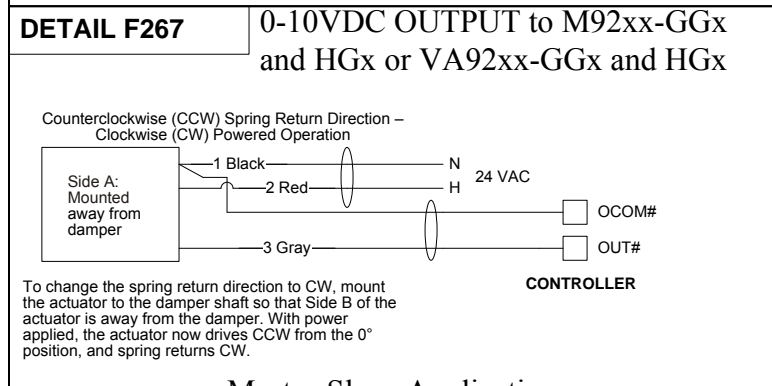 DETAIL F267
0-10VDC OUTPUT to M92xx-GGx
and HGx or VA92xx-GGx and HGx
Counterclockwise (CCW) Spring Return Direction –
Clockwise (CW) Powered Operation
Side A:
Mounted
away from
damper
1 Black
2 Red
3 Gray
N
H
24 VAC
OCOM#
OUT#
CONTROLLER
To change the spring return direction to CW, mount
the actuator to the damper shaft so that Side B of the
actuator is away from the damper. With power
applied, the actuator now drives CCW from the 0°
position, and spring returns CW.